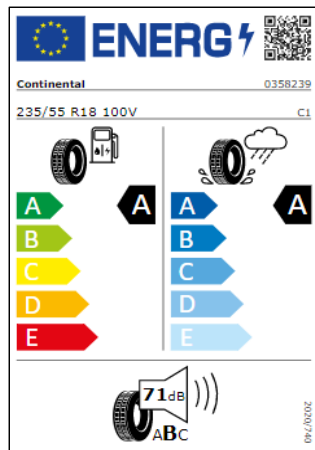 ENERG
Continental 0358239
235/55 R18 100V C1
A A
B
C
D
E
A A
B
C
D
E
71dB
ABC
2020/740